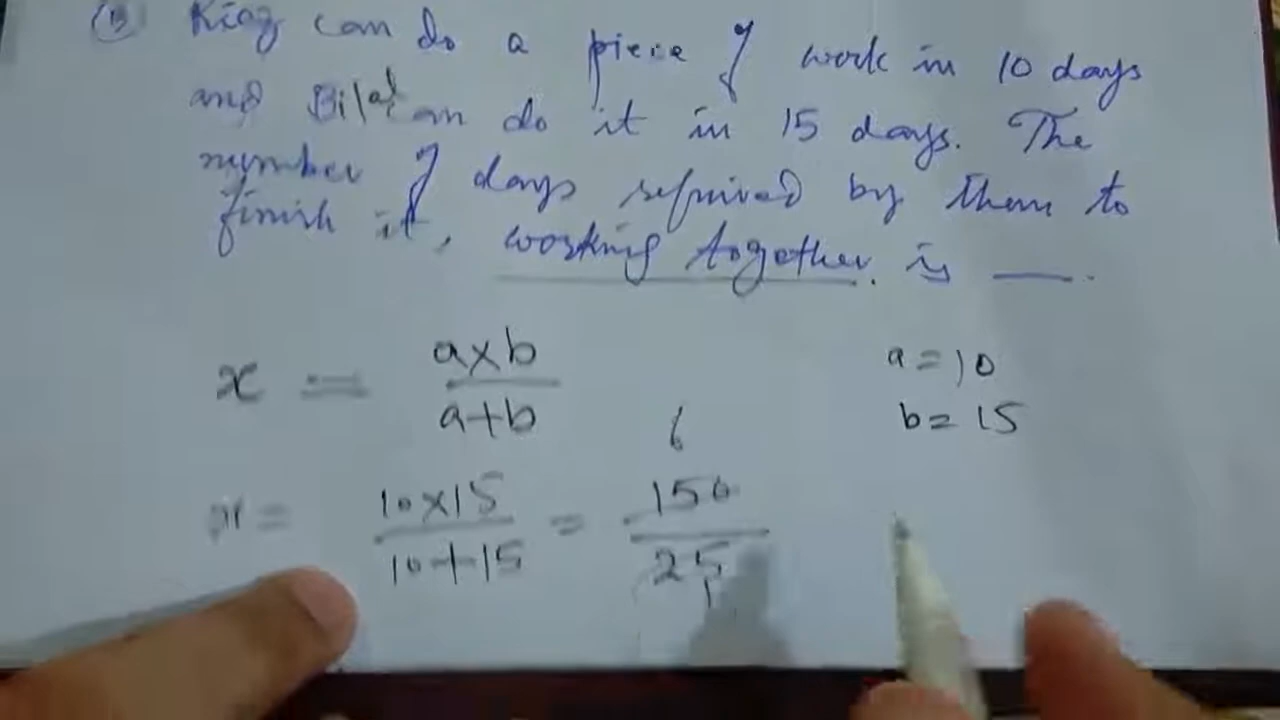 (B) Kiaz can do a piece of work in 10 days
and Bilal can do it in 15 days. The
number of days required by them to
finish it, working together. is —.
x = a×b / a+b
a = 10
b = 15
x = 10×15 / 10+15 = 150 / 25
6
1